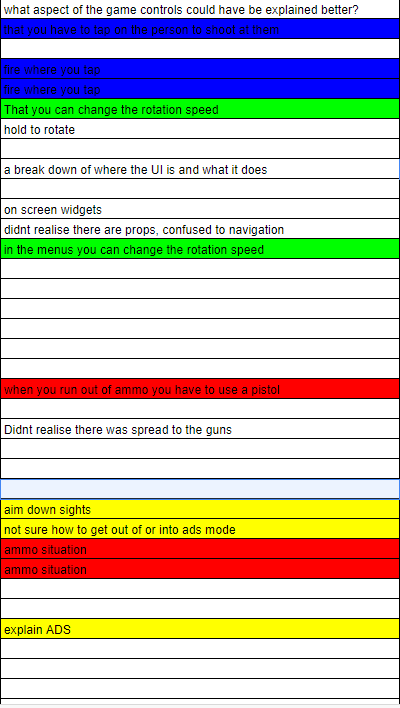 what aspect of the game controls could have be explained better?
that you have to tap on the person to shoot at them
fire where you tap
fire where you tap
That you can change the rotation speed
hold to rotate
a break down of where the UI is and what it does
on screen widgets
didnt realise there are props, confused to navigation
in the menus you can change the rotation speed
when you run out of ammo you have to use a pistol
Didnt realise there was spread to the guns
aim down sights
not sure how to get out of or into ads mode
ammo situation
ammo situation
explain ADS